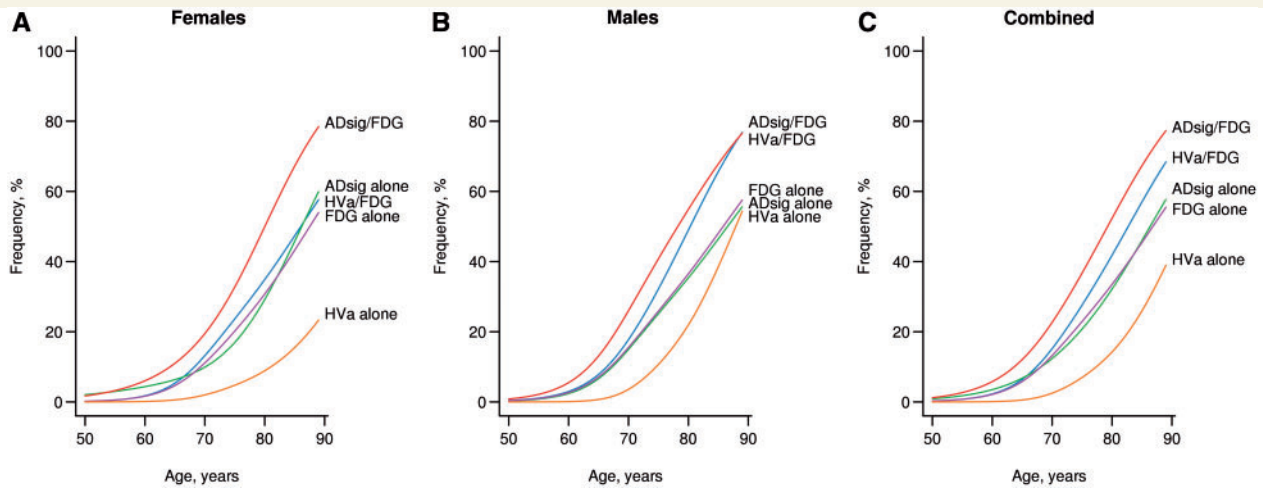 A Females
Frequency, %
100
80
60
40
20
0
50 60 70 80 90
Age, years
ADsig/FDG
ADsig alone
HVa/FDG
FDG alone
HVa alone
B Males
Frequency, %
100
80
60
40
20
0
50 60 70 80 90
Age, years
ADsig/FDG
HVa/FDG
FDG alone
ADsig alone
HVa alone
C Combined
Frequency, %
100
80
60
40
20
0
50 60 70 80 90
Age, years
ADsig/FDG
HVa/FDG
ADsig alone
FDG alone
HVa alone